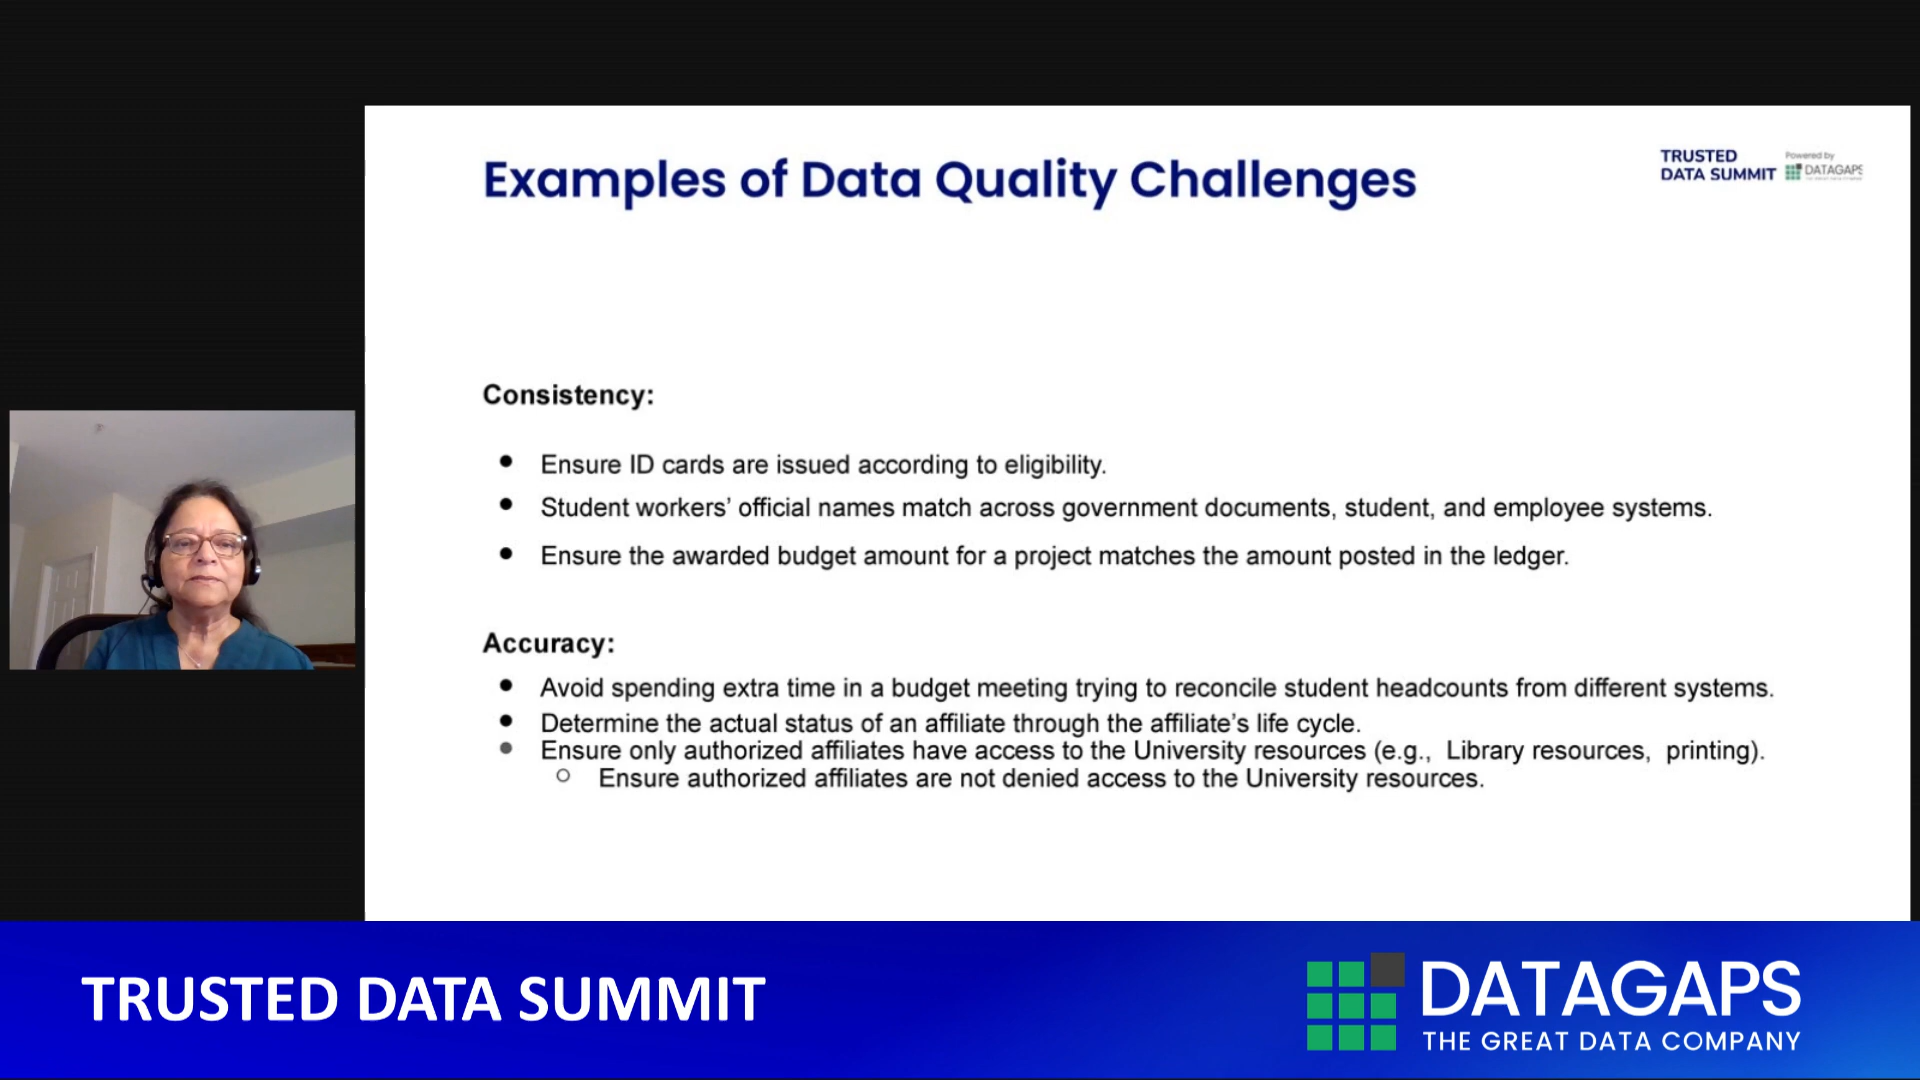 Examples of Data Quality Challenges
TRUSTED
DATA SUMMIT
Powered by
DATAGAPS
Consistency:
● Ensure ID cards are issued according to eligibility.
● Student workers’ official names match across government documents, student, and employee systems.
● Ensure the awarded budget amount for a project matches the amount posted in the ledger.
Accuracy:
● Avoid spending extra time in a budget meeting trying to reconcile student headcounts from different systems.
● Determine the actual status of an affiliate through the affiliate’s life cycle.
● Ensure only authorized affiliates have access to the University resources (e.g., Library resources, printing).
○ Ensure authorized affiliates are not denied access to the University resources.
TRUSTED DATA SUMMIT
DATAGAPS
THE GREAT DATA COMPANY